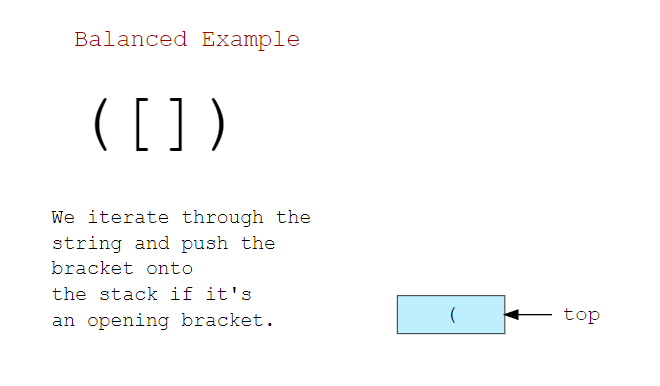 Balanced Example
([])
We iterate through the
string and push the
bracket onto
the stack if it's
an opening bracket.
( top